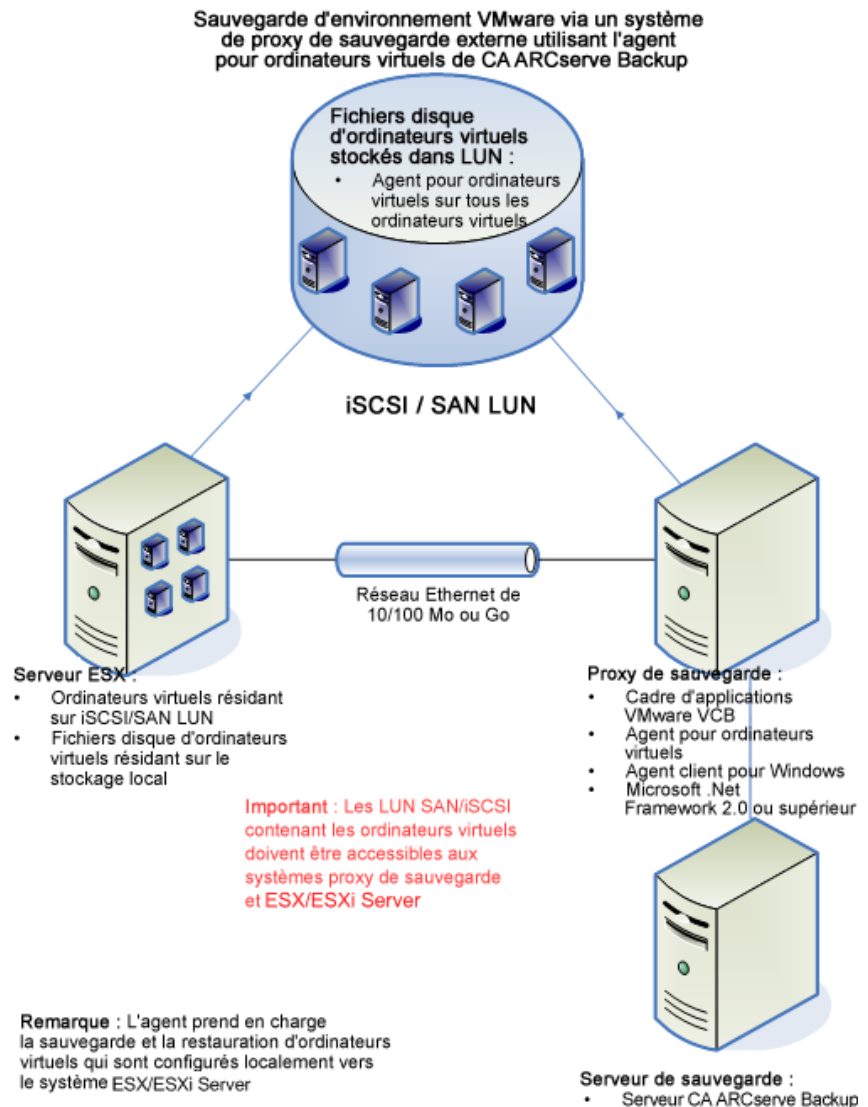 Sauvegarde d'environnement VMware via un système
de proxy de sauvegarde externe utilisant l'agent
pour ordinateurs virtuels de CA ARCserve Backup
Fichiers disque
d'ordinateurs virtuels
stockés dans LUN :
• Agent pour ordinateurs
virtuels sur tous les
ordinateurs virtuels
iSCSI / SAN LUN
Réseau Ethernet de
10/100 Mo ou Go
Serveur ESX :
• Ordinateurs virtuels résidant
sur iSCSI/SAN LUN
• Fichiers disque d'ordinateurs
virtuels résidant sur le
stockage local
Proxy de sauvegarde :
• Cadre d'applications
VMware VCB
• Agent pour ordinateurs
virtuels
• Agent client pour Windows
• Microsoft .Net
Framework 2.0 ou supérieur
Important : Les LUN SAN/iSCSI
contenant les ordinateurs virtuels
doivent être accessibles aux
systèmes proxy de sauvegarde
et ESX/ESXi Server
Remarque : L'agent prend en charge
la sauvegarde et la restauration d'ordinateurs
virtuels qui sont configurés localement vers
le système ESX/ESXi Server
Serveur de sauvegarde :
• Serveur CA ARCserve Backup